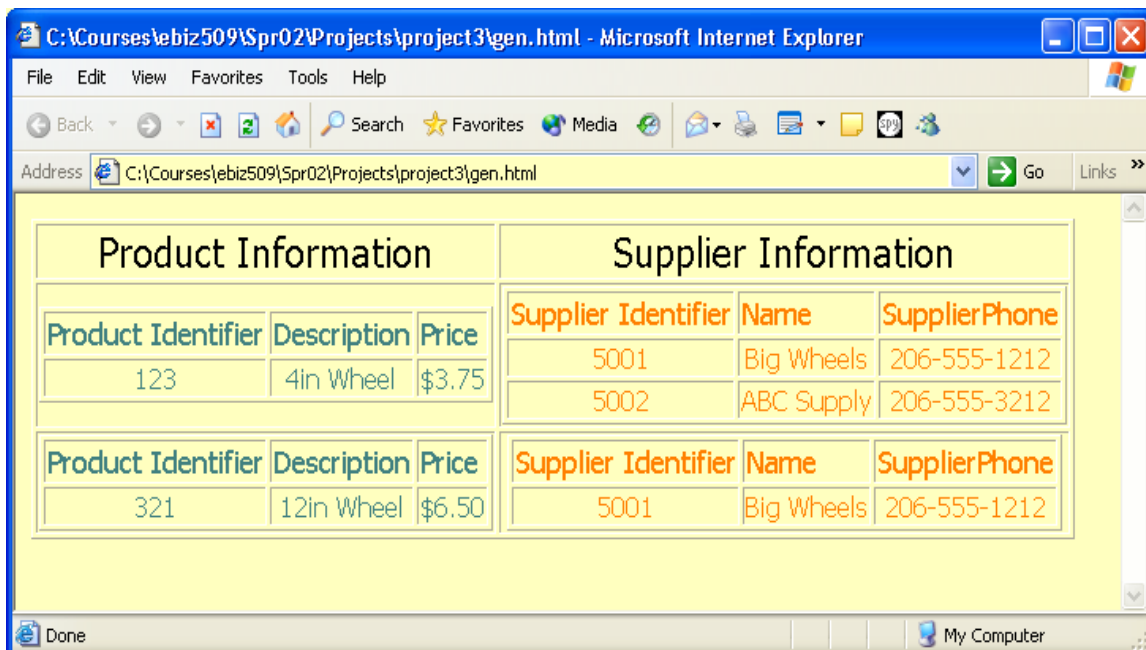 C:\Courses\ebiz509\Spr02\Projects\project3\gen.html - Microsoft Internet Explorer
File Edit View Favorites Tools Help
Back Search Favorites Media spy
Address C:\Courses\ebiz509\Spr02\Projects\project3\gen.html Go Links »
Product Information Supplier Information
Product Identifier Description Price
123 4in Wheel $3.75
Supplier Identifier Name SupplierPhone
5001 Big Wheels 206-555-1212
5002 ABC Supply 206-555-3212
Product Identifier Description Price
321 12in Wheel $6.50
Supplier Identifier Name SupplierPhone
5001 Big Wheels 206-555-1212
Done My Computer